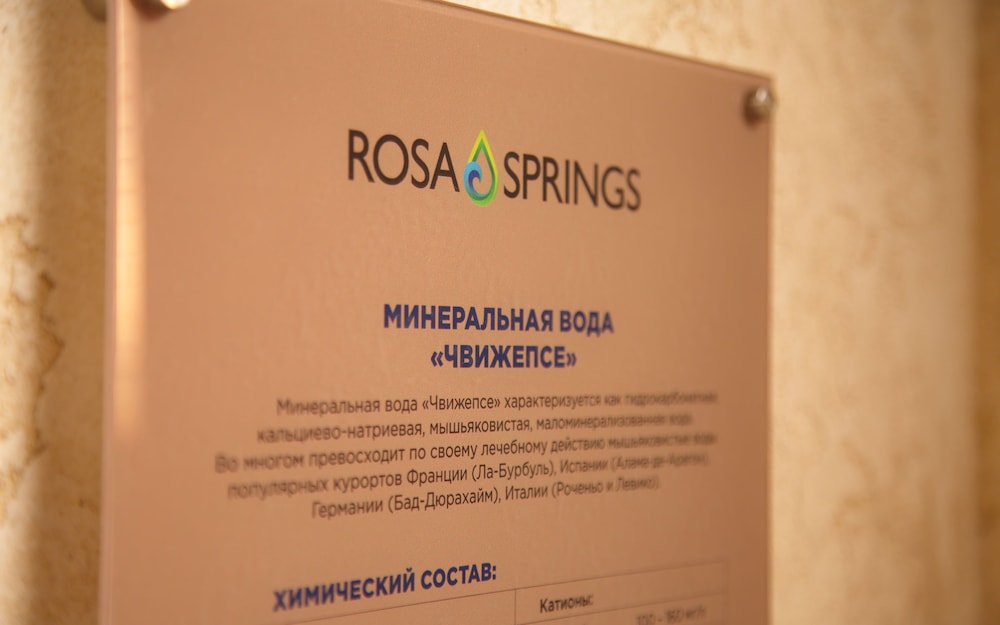 ROSA SPRINGS
МИНЕРАЛЬНАЯ ВОДА
«ЧВИЖЕПСЕ»
Минеральная вода «Чвижепсе» характеризуется как гидрокарбонатная
кальциево-натриевая, мышьяковистая, маломинерализованная вода.
Во многом превосходит по своему лечебному действию мышьяковистые воды
популярных курортов Франции (Ла-Бурбуль), Испании
Германии (Бад-Дюрахайм), Италии (Роченьо и Левико).
ХИМИЧЕСКИЙ СОСТАВ:
Катионы: